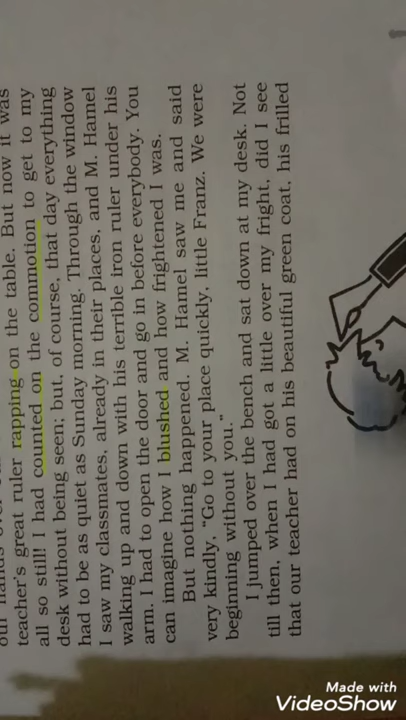 teacher's great ruler rapping on the table. But now it was
all so still! I had counted on the commotion to get to my
desk without being seen; but, of course, that day everything
had to be as quiet as Sunday morning. Through the window
I saw my classmates, already in their places, and M. Hamel
walking up and down with his terrible iron ruler under his
arm. I had to open the door and go in before everybody. You
can imagine how I blushed and how frightened I was.
But nothing happened. M. Hamel saw me and said
very kindly, “Go to your place quickly, little Franz. We were
beginning without you.”
I jumped over the bench and sat down at my desk. Not
till then, when I had got a little over my fright, did I see
that our teacher had on his beautiful green coat, his frilled
Made with
VideoShow